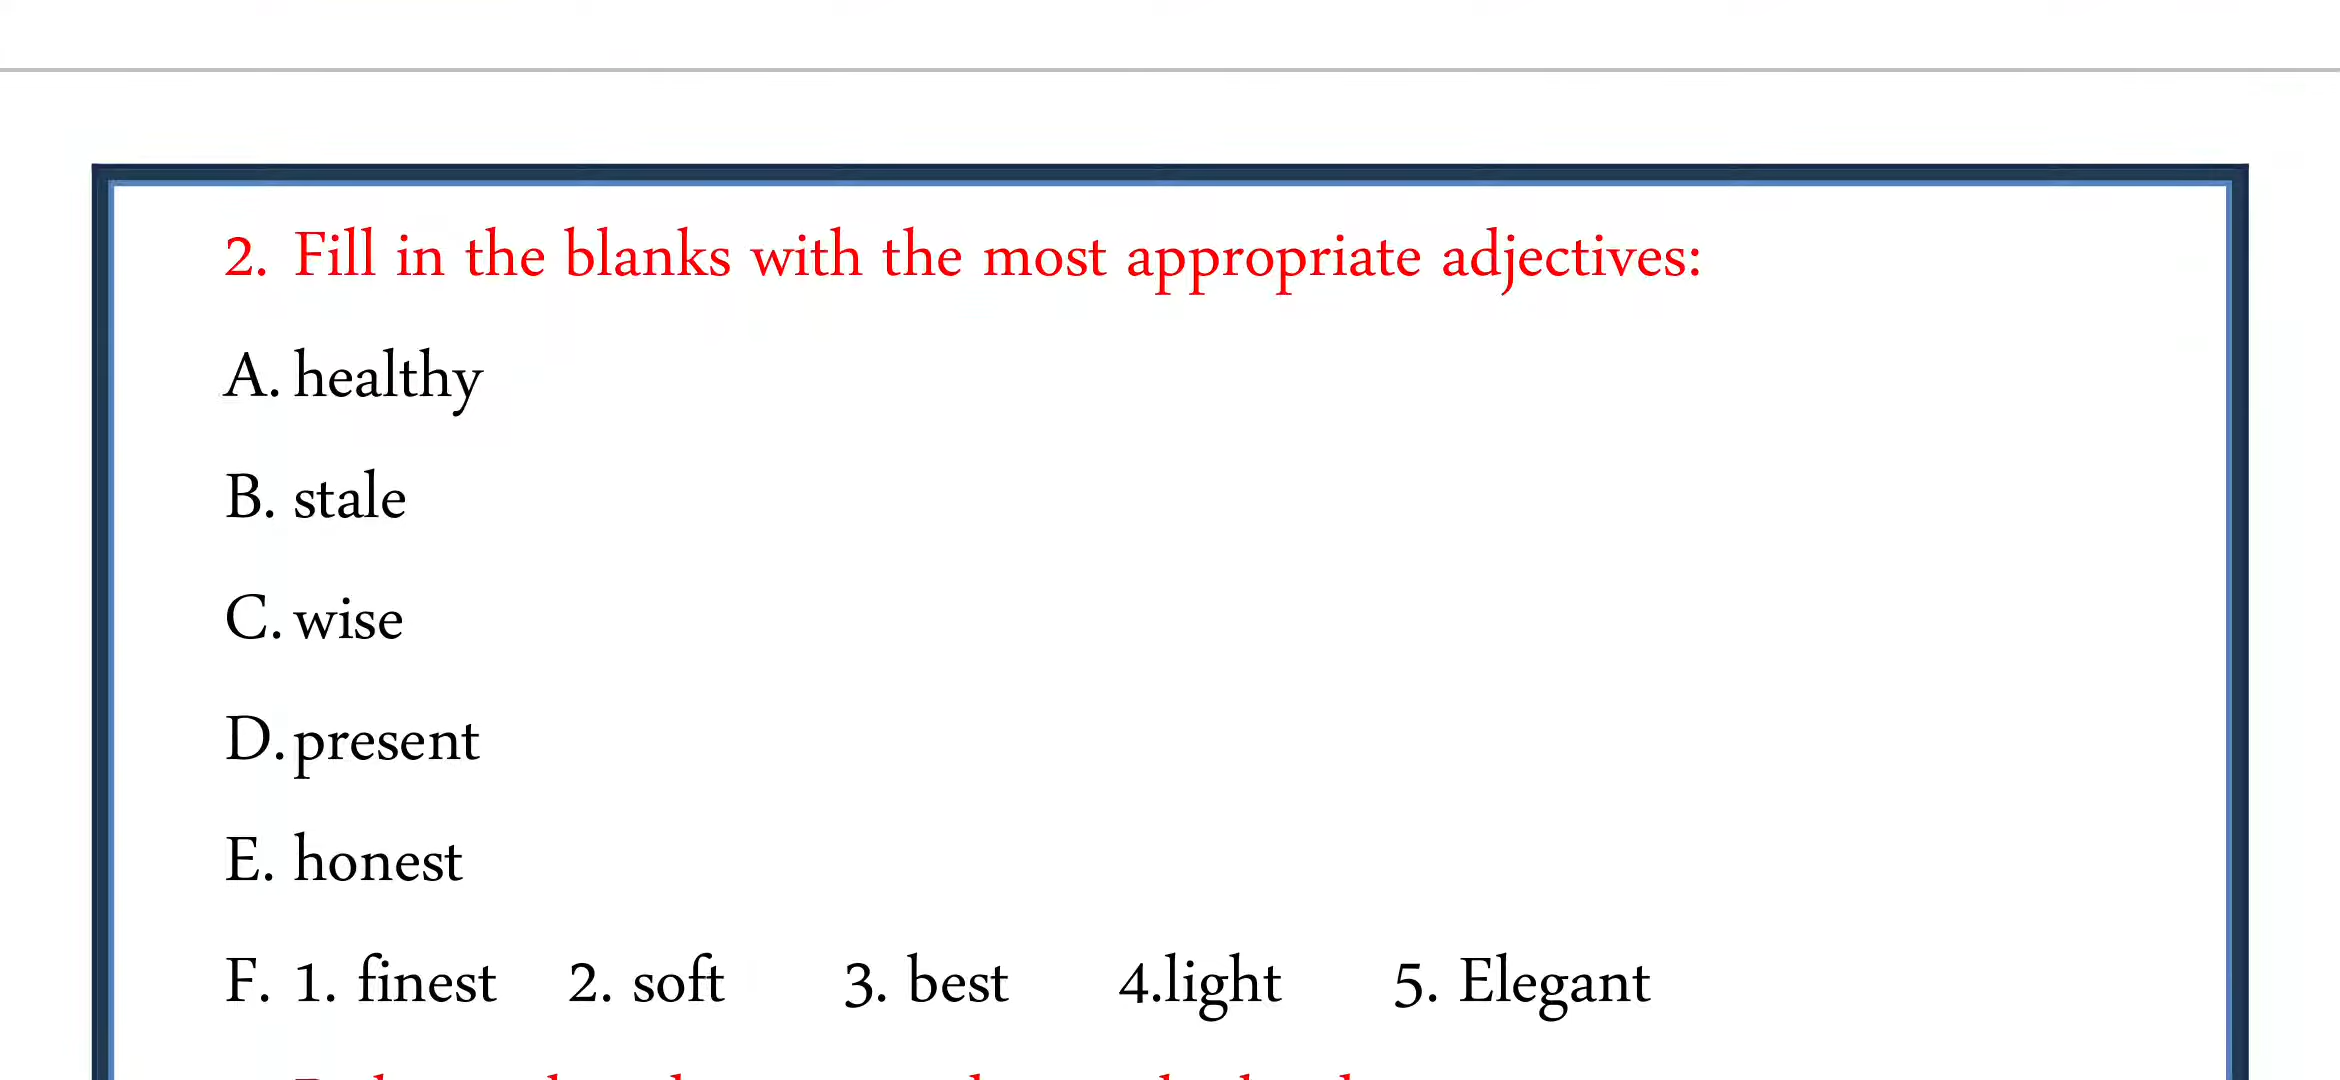 2. Fill in the blanks with the most appropriate adjectives:
A. healthy
B. stale
C. wise
D. present
E. honest
F. 1. finest 2. soft 3. best 4.light 5. Elegant